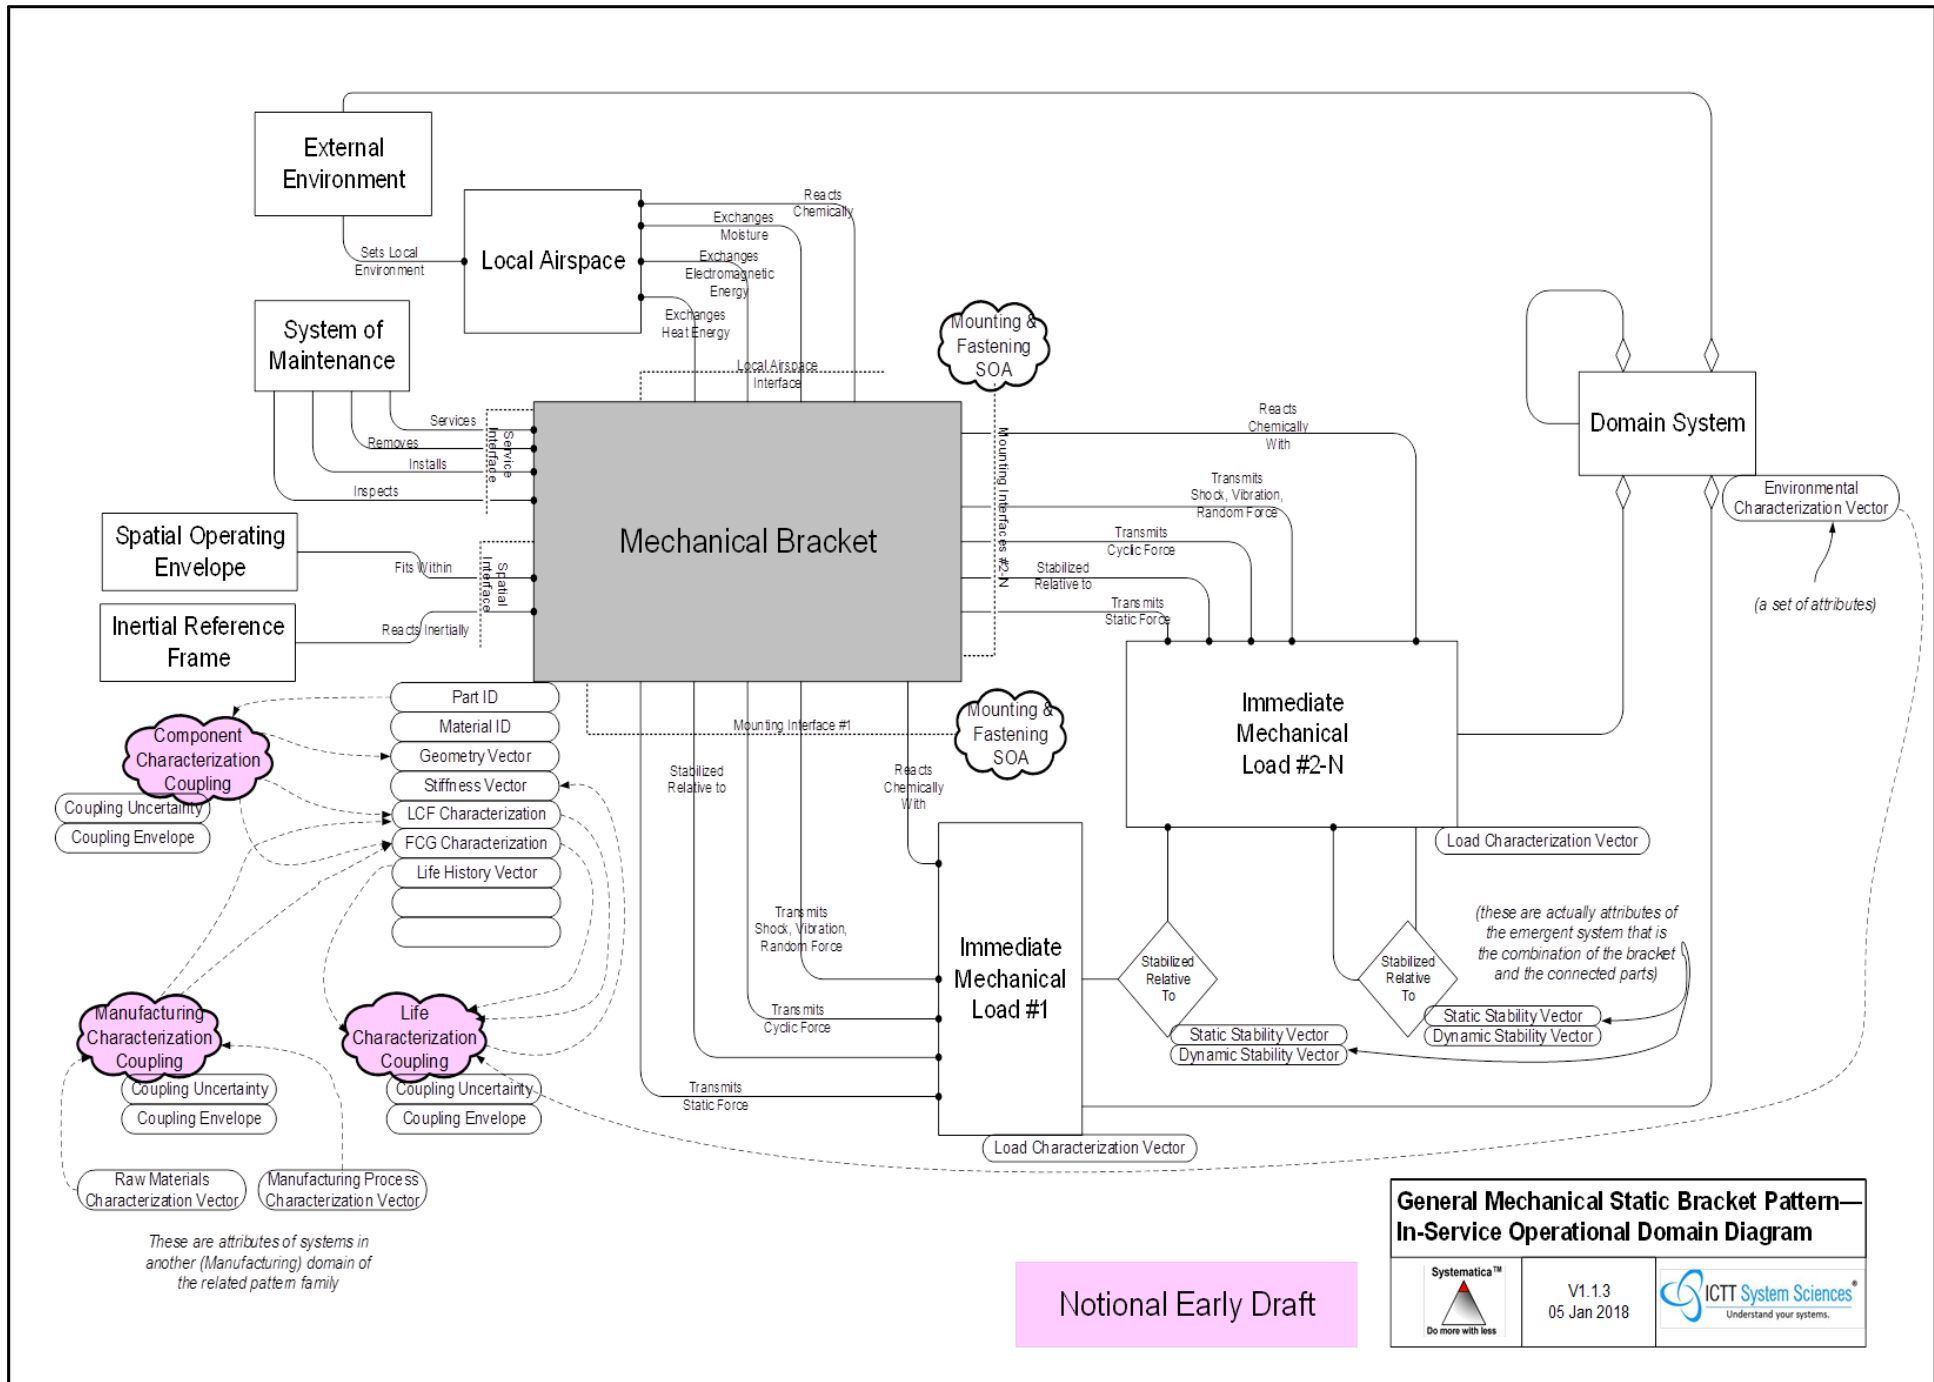 External
Environment
Reacts
Chemically
Exchanges
Moisture
Local Airspace
Sets Local
Environment
Exchanges
Electromagnetic
Energy
Exchanges
Heat Energy
System of
Maintenance
Mounting &
Fastening
SOA
Local Airspace
Interface
Domain System
Services
Removes
Installs
Inspects
Service
Interface
Reacts
Chemically
With
Mounting Interfaces #2-N
Transmits
Shock, Vibration,
Random Force
Environmental
Characterization Vector
Spatial Operating
Envelope
Fits Within
Spatial
Interface
Mechanical Bracket
Transmits
Cyclic Force
Stabilized
Relative to
Transmits
Static Force
(a set of attributes)
Inertial Reference
Frame
Reacts Inertially
Part ID
Material ID
Geometry Vector
Stiffness Vector
LCF Characterization
FCG Characterization
Life History Vector
Component
Characterization
Coupling
Coupling Uncertainty
Coupling Envelope
Mounting Interface #1
Mounting &
Fastening
SOA
Immediate
Mechanical
Load #2-N
Stabilized
Relative to
Reacts
Chemically
With
Load Characterization Vector
Transmits
Shock, Vibration,
Random Force
Immediate
Mechanical
Load #1
Stabilized
Relative
To
Stabilized
Relative
To
(these are actually attributes of
the emergent system that is
the combination of the bracket
and the connected parts)
Static Stability Vector
Dynamic Stability Vector
Static Stability Vector
Dynamic Stability Vector
Manufacturing
Characterization
Coupling
Coupling Uncertainty
Coupling Envelope
Life
Characterization
Coupling
Coupling Uncertainty
Coupling Envelope
Transmits
Cyclic Force
Transmits
Static Force
Load Characterization Vector
Raw Materials
Characterization Vector
Manufacturing Process
Characterization Vector
These are attributes of systems in
another (Manufacturing) domain of
the related pattern family
Notional Early Draft
General Mechanical Static Bracket Pattern—
In-Service Operational Domain Diagram
Systematica™
Do more with less
V1.1.3
05 Jan 2018
ICTT System Sciences®
Understand your systems.